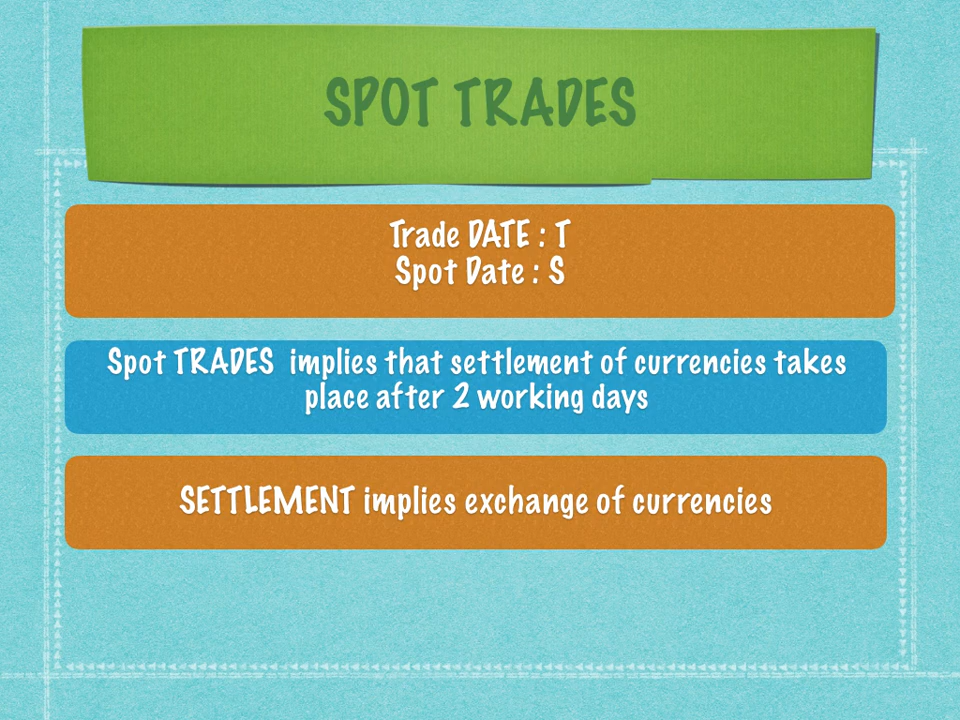 SPOT TRADES
Trade DATE : T
Spot Date : S
Spot TRADES implies that settlement of currencies takes
place after 2 working days
SETTLEMENT implies exchange of currencies